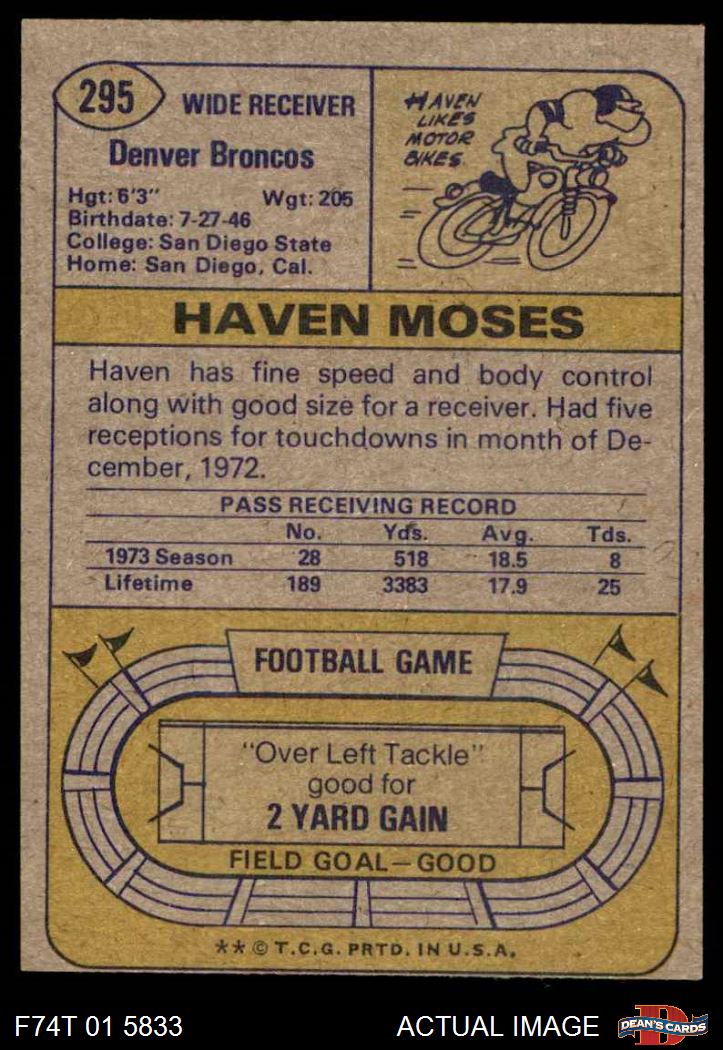 295
WIDE RECEIVER
Denver Broncos
Hgt: 6'3" Wgt: 205
Birthdate: 7-27-46
College: San Diego State
Home: San Diego, Cal.
HAVEN
LIKES
MOTOR
BIKES.
HAVEN MOSES
Haven has fine speed and body control
along with good size for a receiver. Had five
receptions for touchdowns in month of De-
cember, 1972.
PASS RECEIVING RECORD
No. Yds. Avg. Tds.
1973 Season 28 518 18.5 8
Lifetime 189 3383 17.9 25
FOOTBALL GAME
"Over Left Tackle"
good for
2 YARD GAIN
FIELD GOAL—GOOD
** © T.C.G. PRTD. IN U.S.A.
F74T 01 5833
ACTUAL IMAGE
D
DEAN'S CARDS